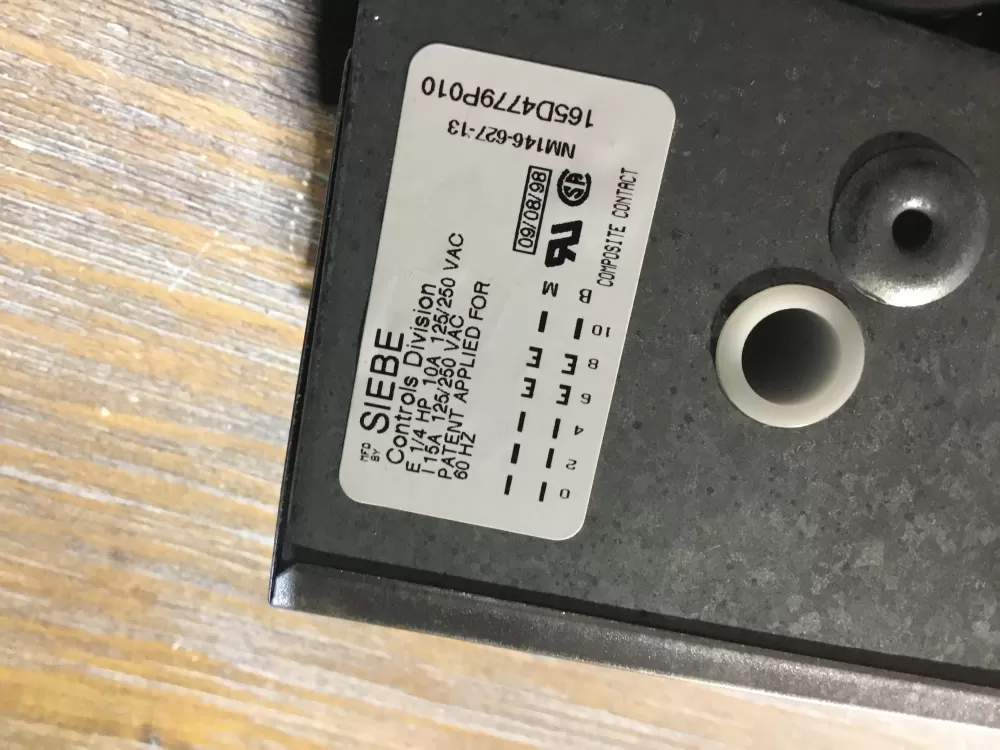 165D4779P010
NM146-627-13
09/08/98
COMPOSITE CONTACT
MFD BY SIEBE
Controls Division
E 1/4 HP 10A 125/250 VAC
I 15A 125/250 VAC
PATENT APPLIED FOR
60 HZ
0 I I
2 I I
4 I I
6 E E
8 E E
10 I I
B M